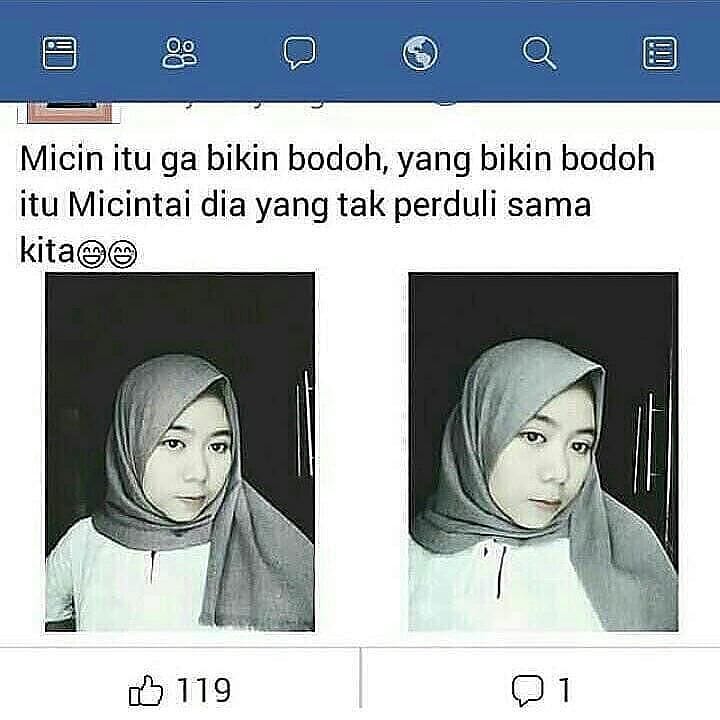 Micin itu ga bikin bodoh, yang bikin bodoh
itu Micintai dia yang tak perduli sama
kita😅😅
119
1